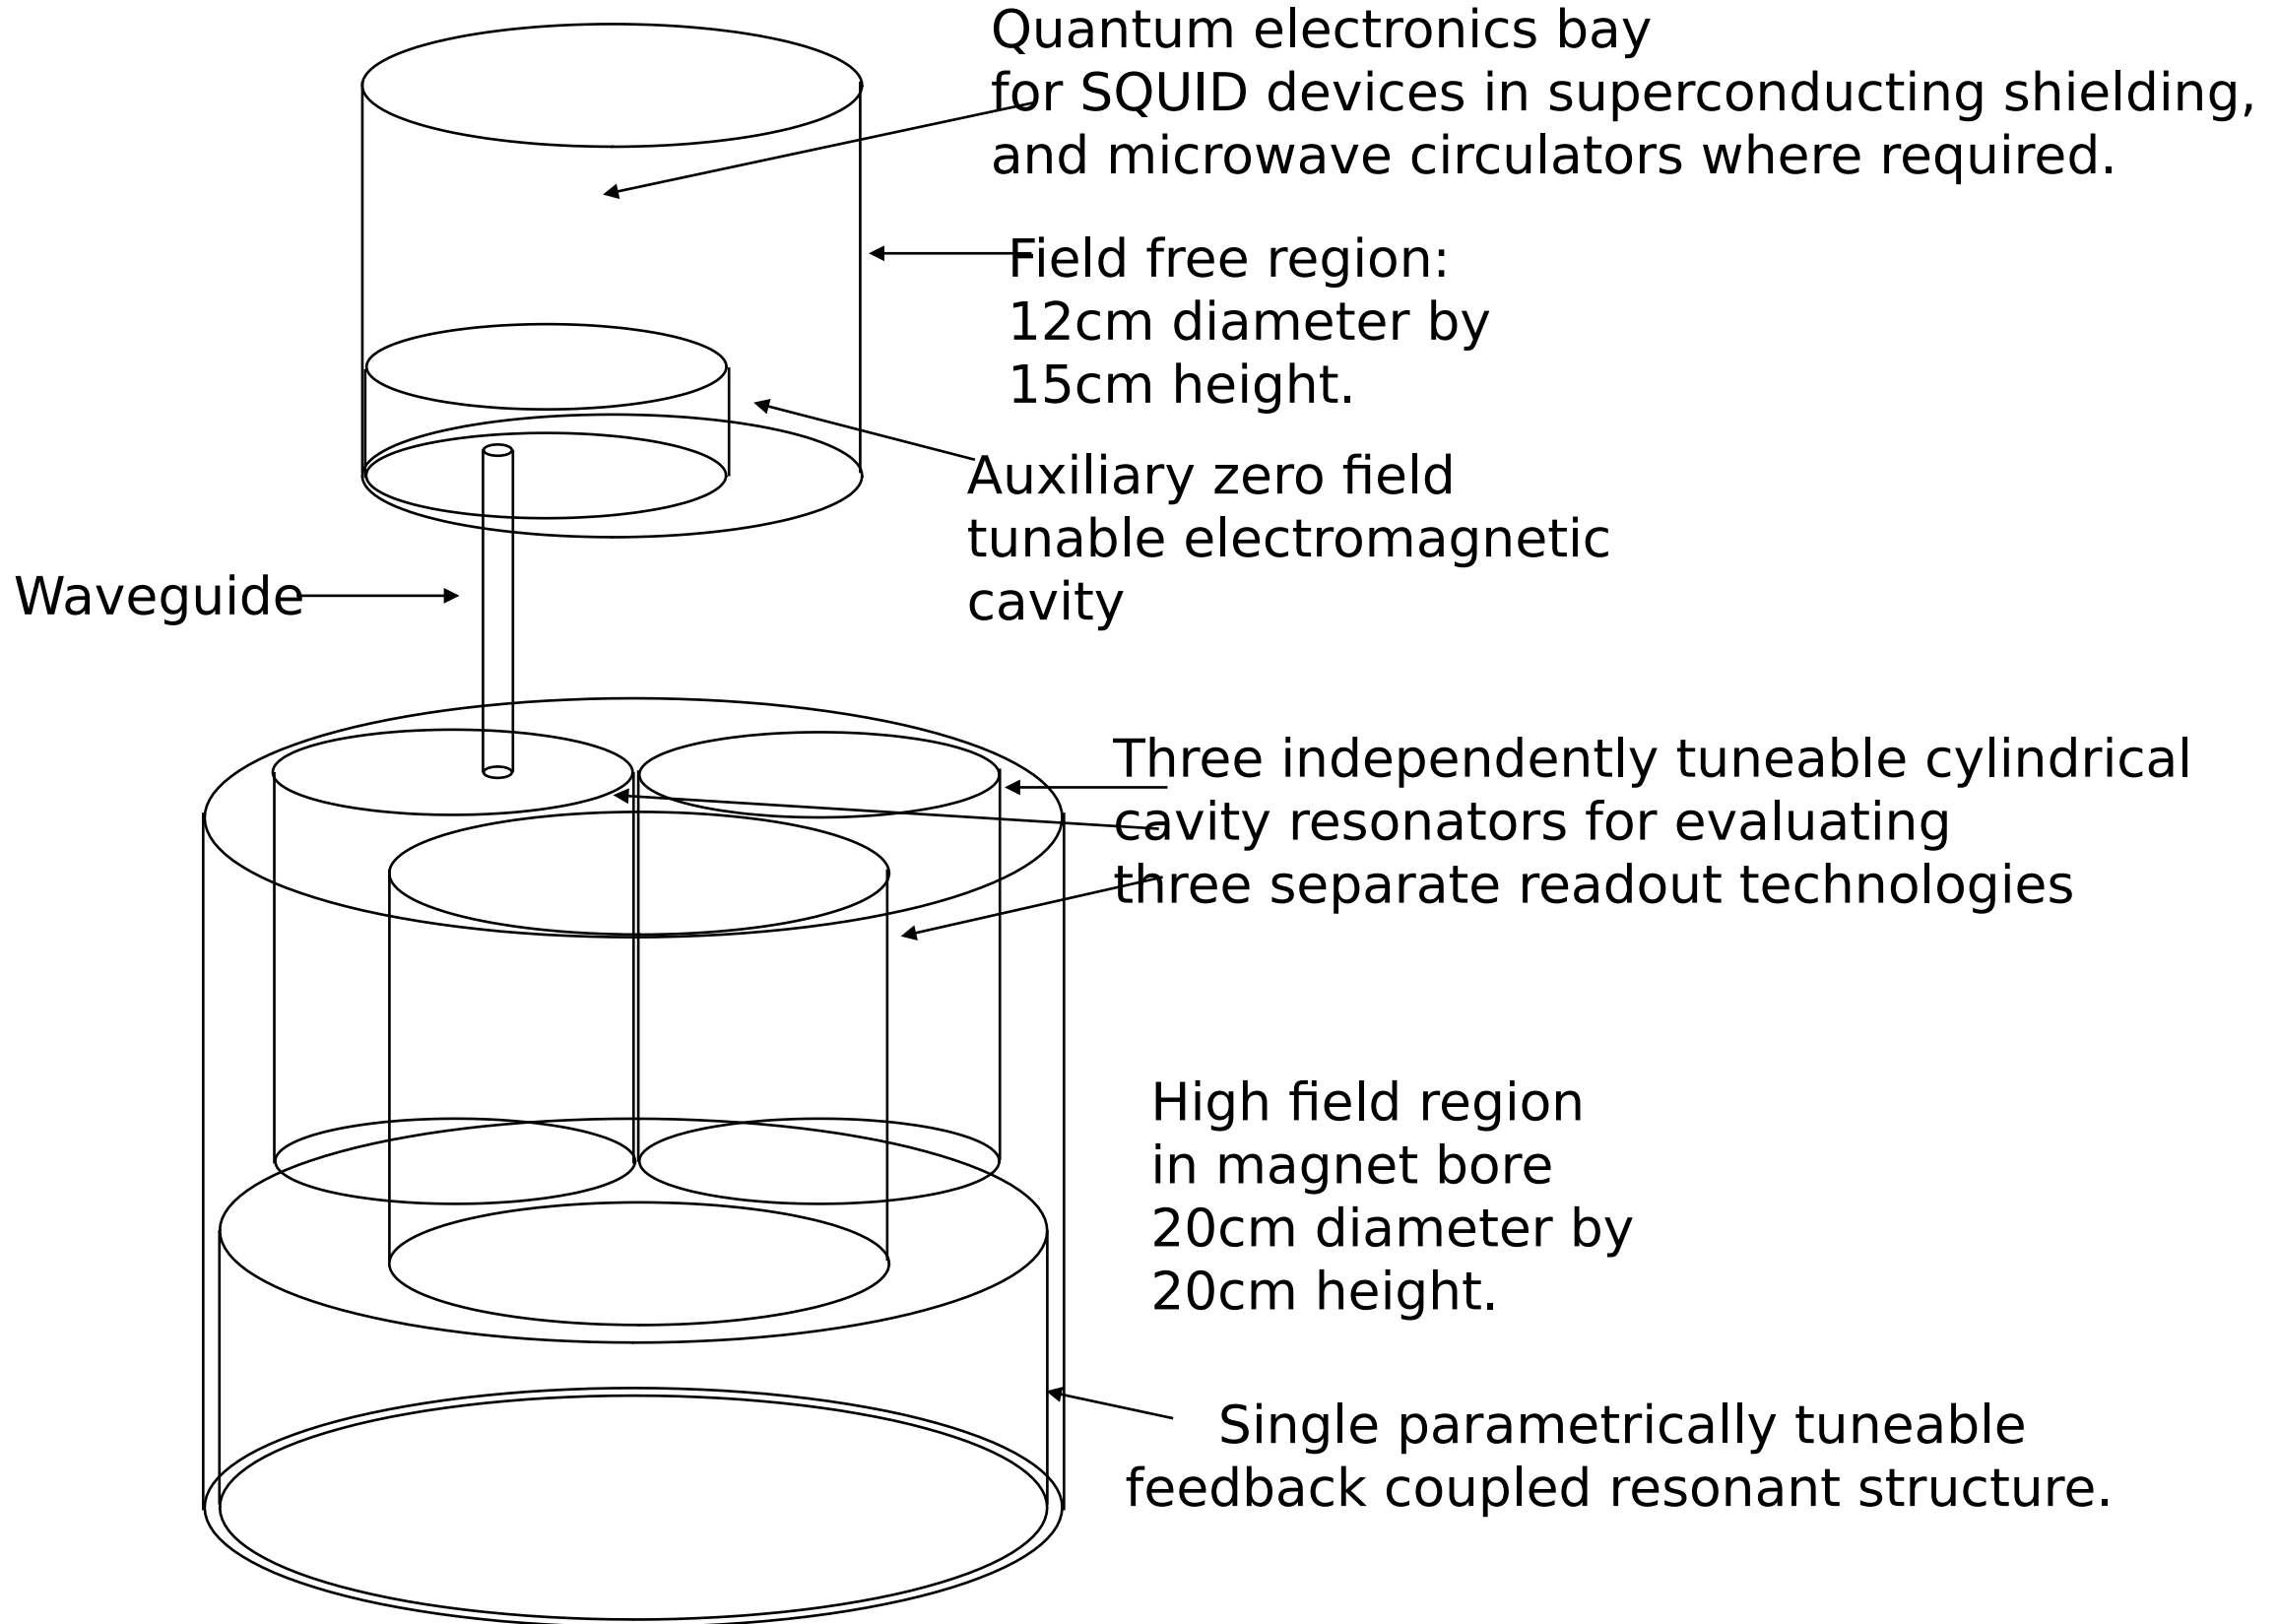 Quantum electronics bay
for SQUID devices in superconducting shielding,
and microwave circulators where required.
Field free region:
12cm diameter by
15cm height.
Auxiliary zero field
tunable electromagnetic
cavity
Waveguide
Three independently tuneable cylindrical
cavity resonators for evaluating
three separate readout technologies
High field region
in magnet bore
20cm diameter by
20cm height.
Single parametrically tuneable
feedback coupled resonant structure.